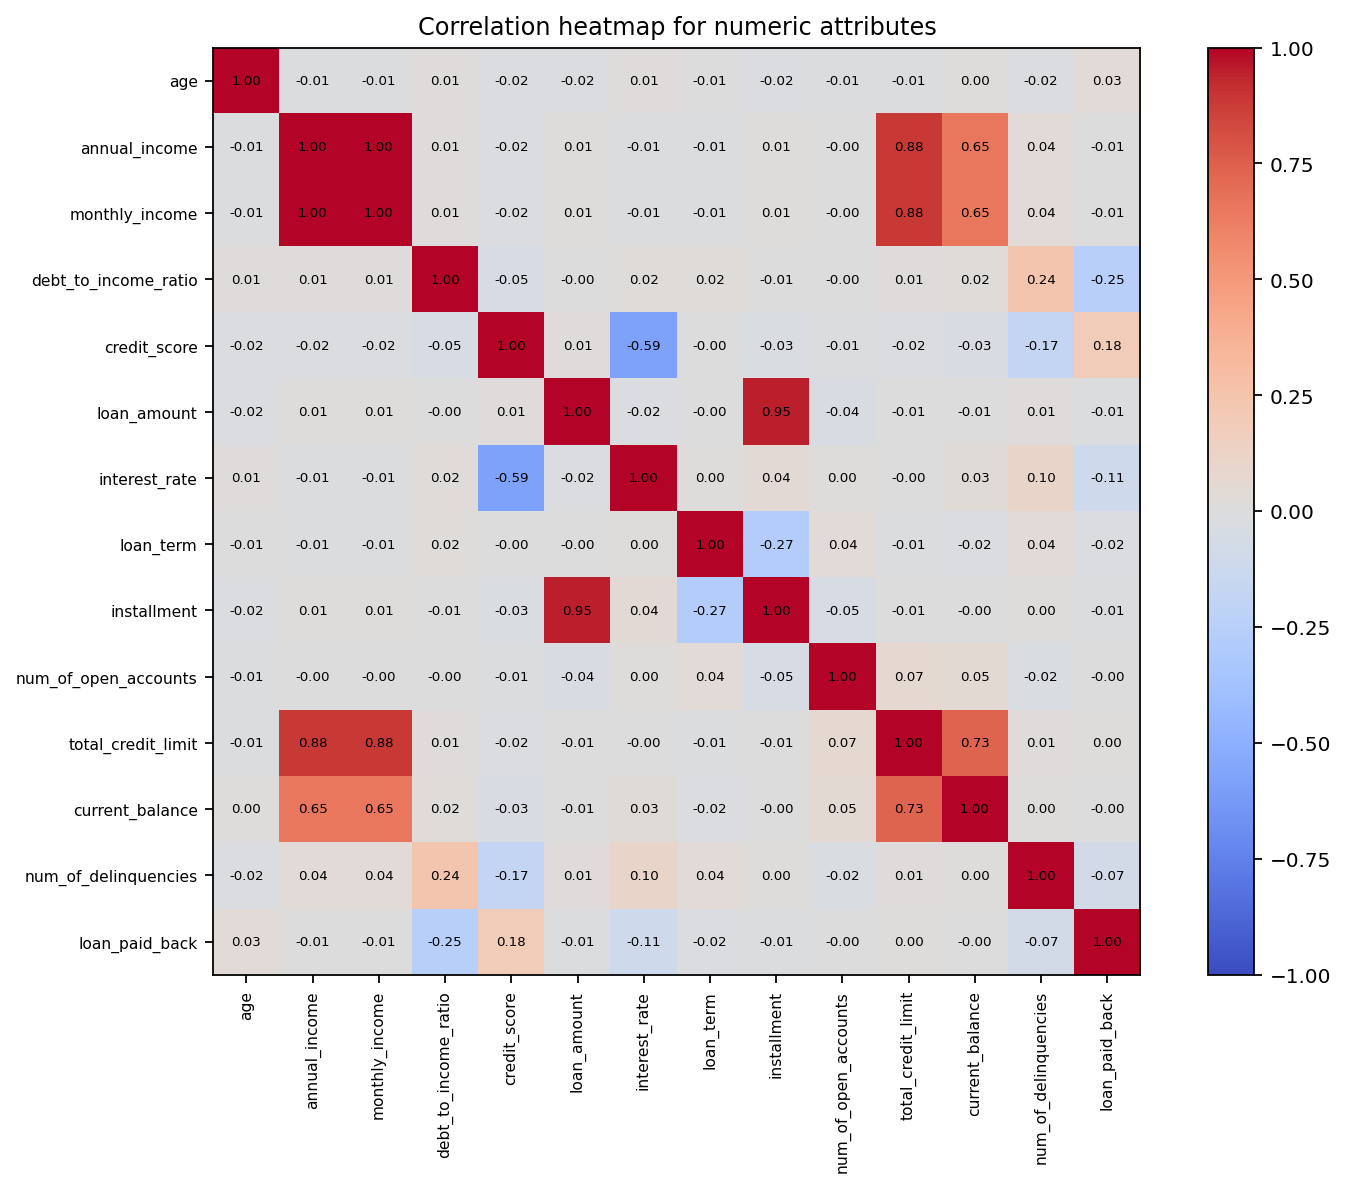 Correlation heatmap for numeric attributes
age 1.00 -0.01 -0.01 0.01 -0.02 -0.02 0.01 -0.01 -0.02 -0.01 -0.01 0.00 -0.02 0.03
annual_income -0.01 1.00 1.00 0.01 -0.02 0.01 -0.01 -0.01 0.01 -0.00 0.88 0.65 0.04 -0.01
monthly_income -0.01 1.00 1.00 0.01 -0.02 0.01 -0.01 -0.01 0.01 -0.00 0.88 0.65 0.04 -0.01
debt_to_income_ratio 0.01 0.01 0.01 1.00 -0.05 -0.00 0.02 0.02 -0.01 -0.00 0.01 0.02 0.24 -0.25
credit_score -0.02 -0.02 -0.02 -0.05 1.00 0.01 -0.59 -0.00 -0.03 -0.01 -0.02 -0.03 -0.17 0.18
loan_amount -0.02 0.01 0.01 -0.00 0.01 1.00 -0.02 -0.00 0.95 -0.04 -0.01 -0.01 0.01 -0.01
interest_rate 0.01 -0.01 -0.01 0.02 -0.59 -0.02 1.00 0.00 0.04 0.00 -0.00 0.03 0.10 -0.11
loan_term -0.01 -0.01 -0.01 0.02 -0.00 -0.00 0.00 1.00 -0.27 0.04 -0.01 -0.02 0.04 -0.02
installment -0.02 0.01 0.01 -0.01 -0.03 0.95 0.04 -0.27 1.00 -0.05 -0.01 -0.00 0.00 -0.01
num_of_open_accounts -0.01 -0.00 -0.00 -0.00 -0.01 -0.04 0.00 0.04 -0.05 1.00 0.07 0.05 -0.02 -0.00
total_credit_limit -0.01 0.88 0.88 0.01 -0.02 -0.01 -0.00 -0.01 -0.01 0.07 1.00 0.73 0.01 0.00
current_balance 0.00 0.65 0.65 0.02 -0.03 -0.01 0.03 -0.02 -0.00 0.05 0.73 1.00 0.00 -0.00
num_of_delinquencies -0.02 0.04 0.04 0.24 -0.17 0.01 0.10 0.04 0.00 -0.02 0.01 0.00 1.00 -0.07
loan_paid_back 0.03 -0.01 -0.01 -0.25 0.18 -0.01 -0.11 -0.02 -0.01 -0.00 0.00 -0.00 -0.07 1.00
age
annual_income
monthly_income
debt_to_income_ratio
credit_score
loan_amount
interest_rate
loan_term
installment
num_of_open_accounts
total_credit_limit
current_balance
num_of_delinquencies
loan_paid_back
1.00
0.75
0.50
0.25
0.00
−0.25
−0.50
−0.75
−1.00